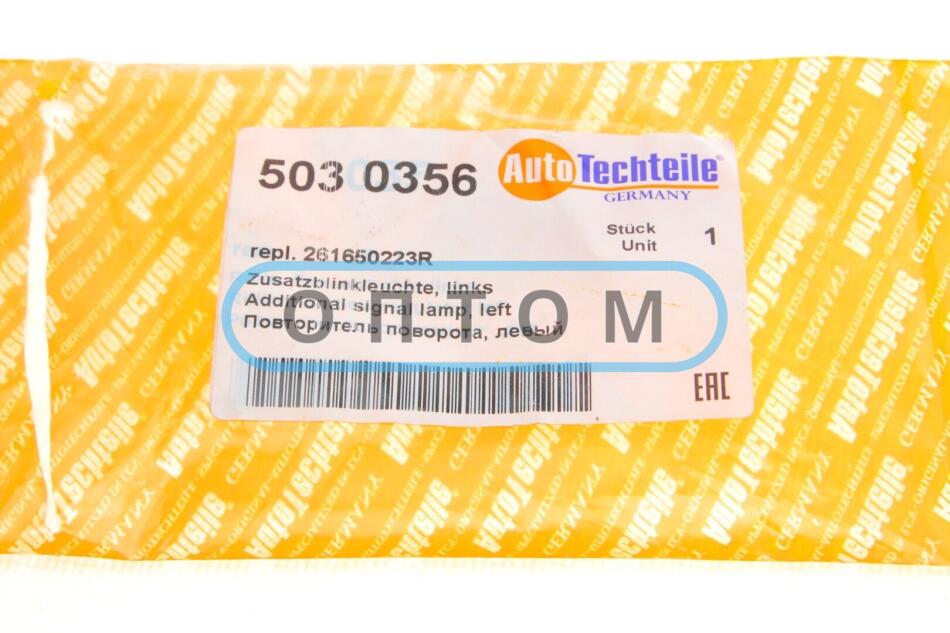 503 0356
AutoTechteile®
GERMANY
Stück 1
Unit
repl. 261650223R
Zusatzblinkleuchte, links
Additional signal lamp, left
Повторитель поворота, левый
ОПТОМ
EAC